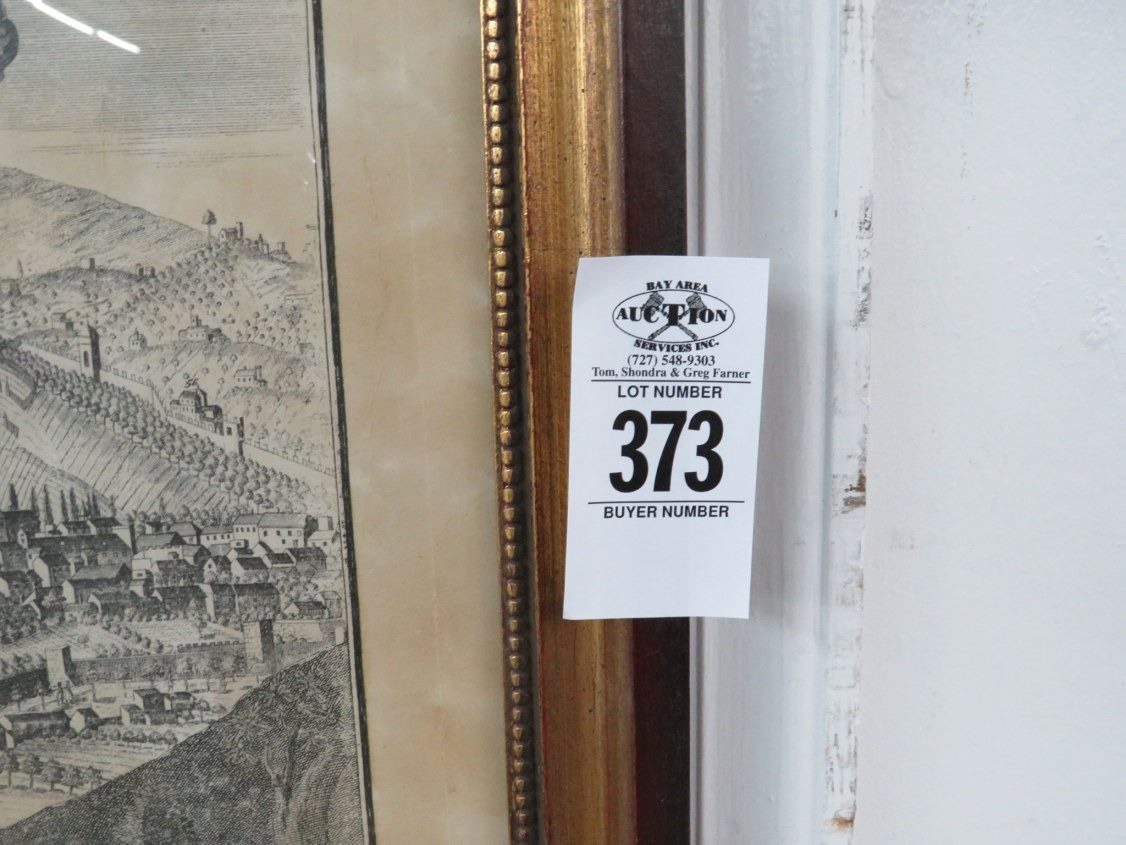 BAY AREA
AUCTION
SERVICES INC.
(727) 548-9303
Tom, Shondra & Greg Farner
LOT NUMBER
373
BUYER NUMBER